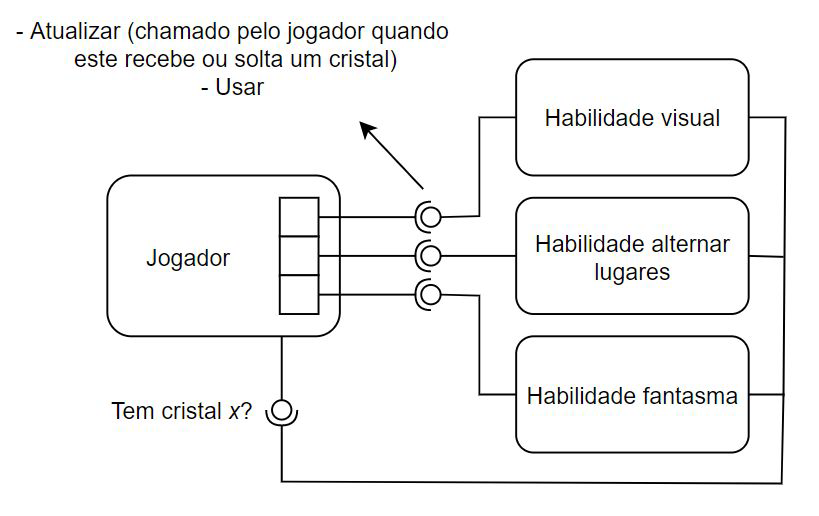 - Atualizar (chamado pelo jogador quando
este recebe ou solta um cristal)
- Usar
Habilidade visual
Jogador
Habilidade alternar
lugares
Habilidade fantasma
Tem cristal x?